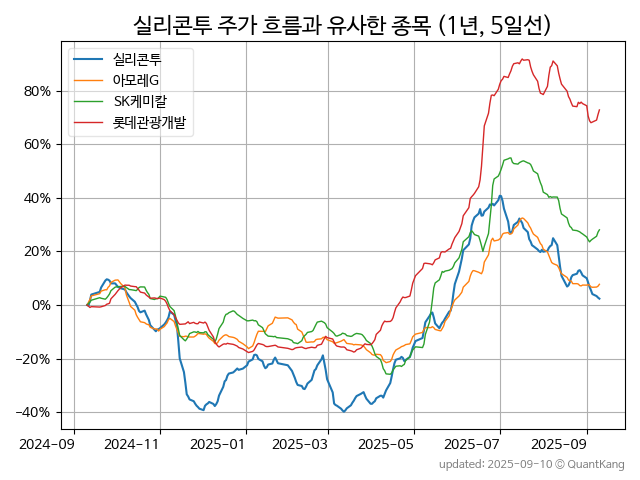 실리콘투 주가 흐름과 유사한 종목 (1년, 5일선)
실리콘투
아모레G
SK케미칼
롯데관광개발
80%
60%
40%
20%
0%
−20%
−40%
2024-09 2024-11 2025-01 2025-03 2025-05 2025-07 2025-09
updated: 2025-09-10 © QuantKang